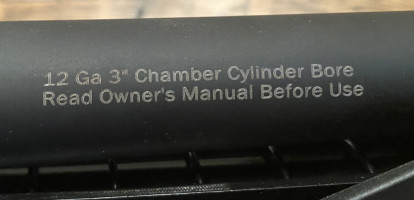 12 Ga 3" Chamber Cylinder Bore
Read Owner's Manual Before Use